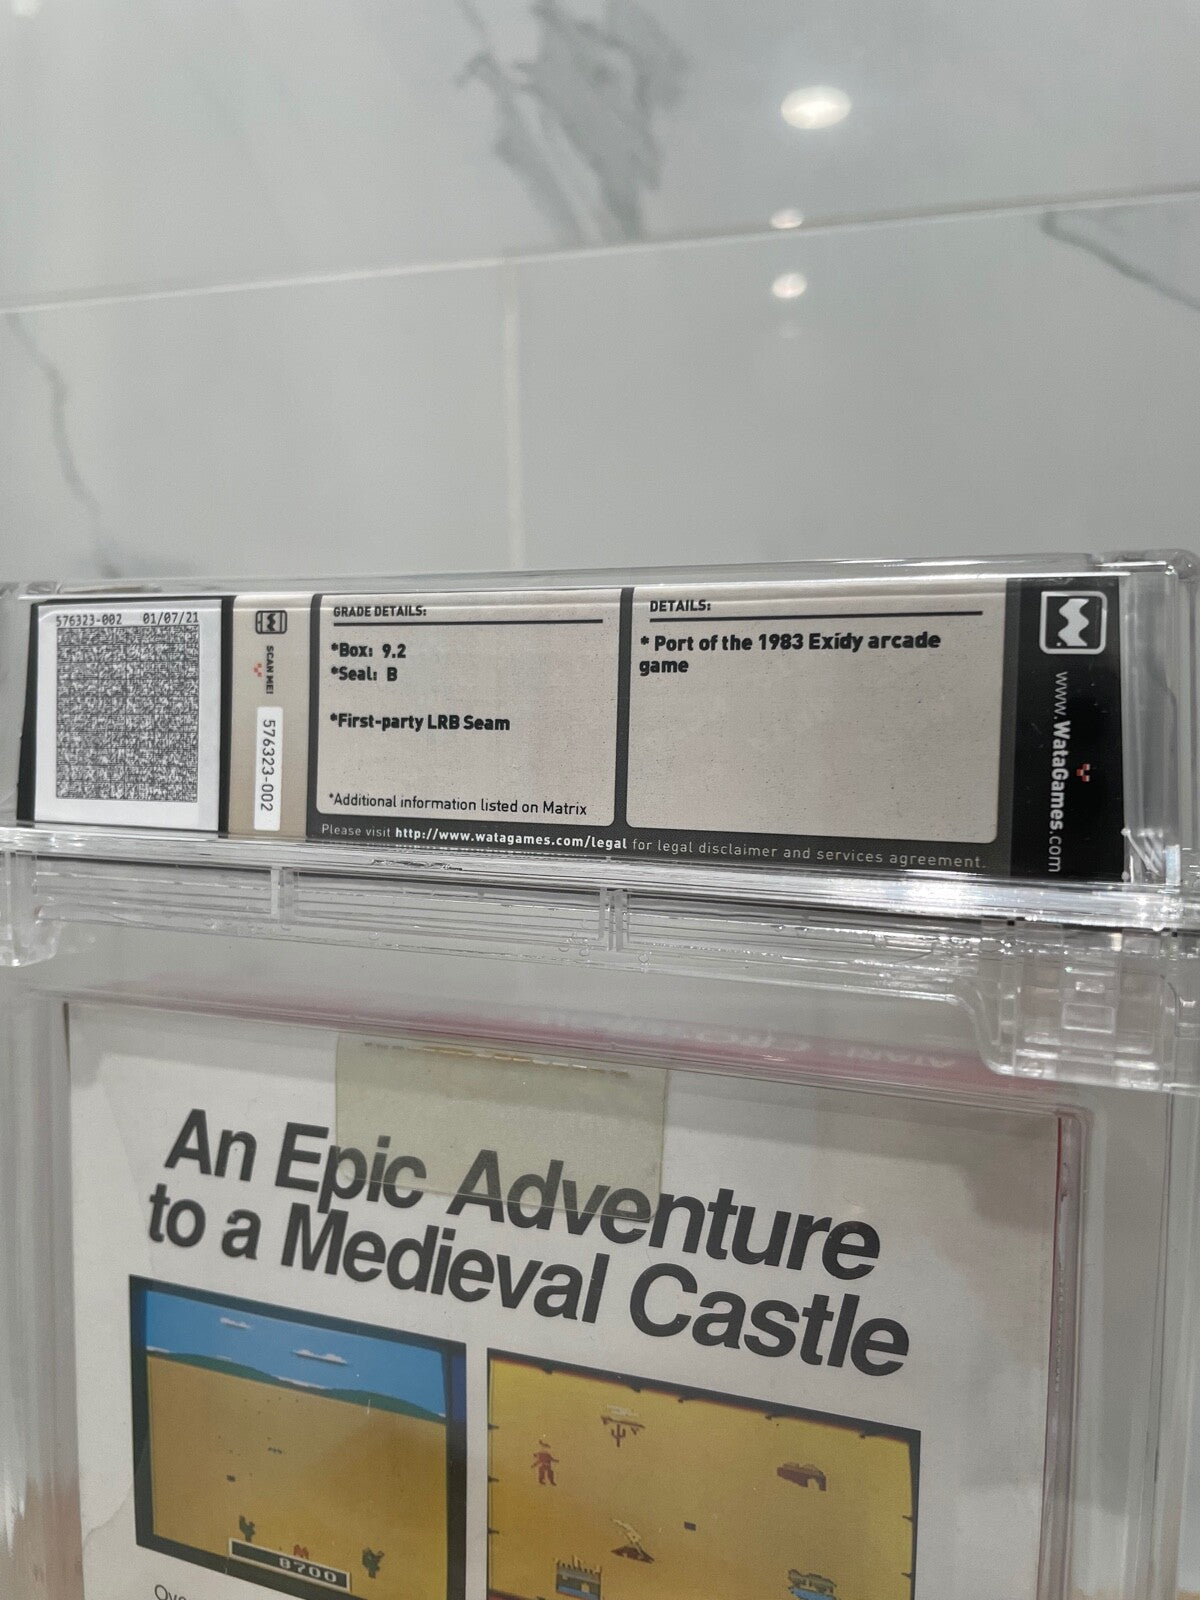 576323-002 01/07/21
SCAN ME!
576323-002
GRADE DETAILS:
*Box: 9.2
*Seal: B
*First-party LRB Seam
*Additional information listed on Matrix
DETAILS:
* Port of the 1983 Exidy arcade
game
Please visit http://www.watagames.com/legal for legal disclaimer and services agreement.
www.WataGames.com
An Epic Adventure
to a Medieval Castle
8700